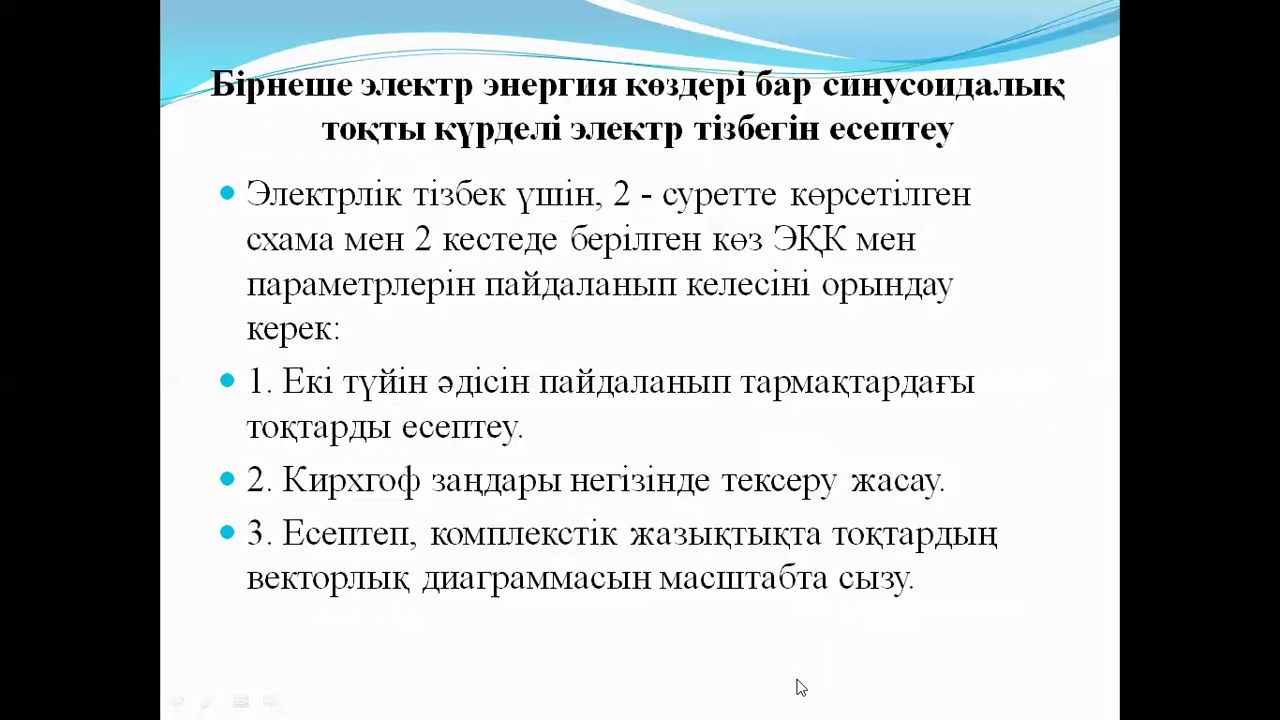 Бірнеше электр энергия көздері бар синусоидалық
тоқты күрделі электр тізбегін есептеу
Электрлік тізбек үшін, 2 - суретте көрсетілген
схама мен 2 кестеде берілген көз ЭҚК мен
параметрлерін пайдаланып келесіні орындау
керек:
1. Екі түйін әдісін пайдаланып тармақтардағы
тоқтарды есептеу.
2. Кирхгоф заңдары негізінде тексеру жасау.
3. Есептеп, комплекстік жазықтықта тоқтардың
векторлық диаграммасын масштабта сызу.